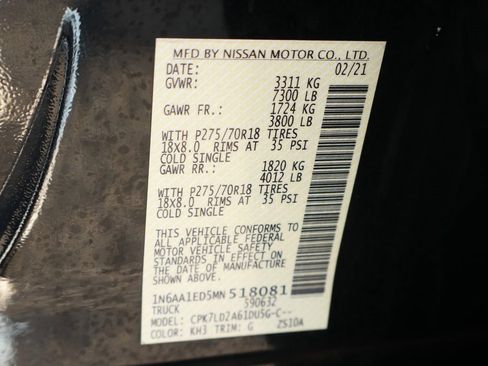 MFD BY NISSAN MOTOR CO., LTD.
DATE: 02/21
GVWR: 3311 KG
7300 LB
GAWR FR.: 1724 KG
3800 LB
WITH P275/70R18 TIRES
18X8.0 RIMS AT 35 PSI
COLD SINGLE
GAWR RR.: 1820 KG
4012 LB
WITH P275/70R18 TIRES
18X8.0 RIMS AT 35 PSI
COLD SINGLE
THIS VEHICLE CONFORMS TO
ALL APPLICABLE FEDERAL
MOTOR VEHICLE SAFETY
STANDARDS IN EFFECT ON
THE DATE OF MANUFACTURE
SHOWN ABOVE.
1N6AA1ED5MN518081
TRUCK 590632
MODEL: CPK7LD2A61DU5G-C--
COLOR: KH3 TRIM: G ZS10A